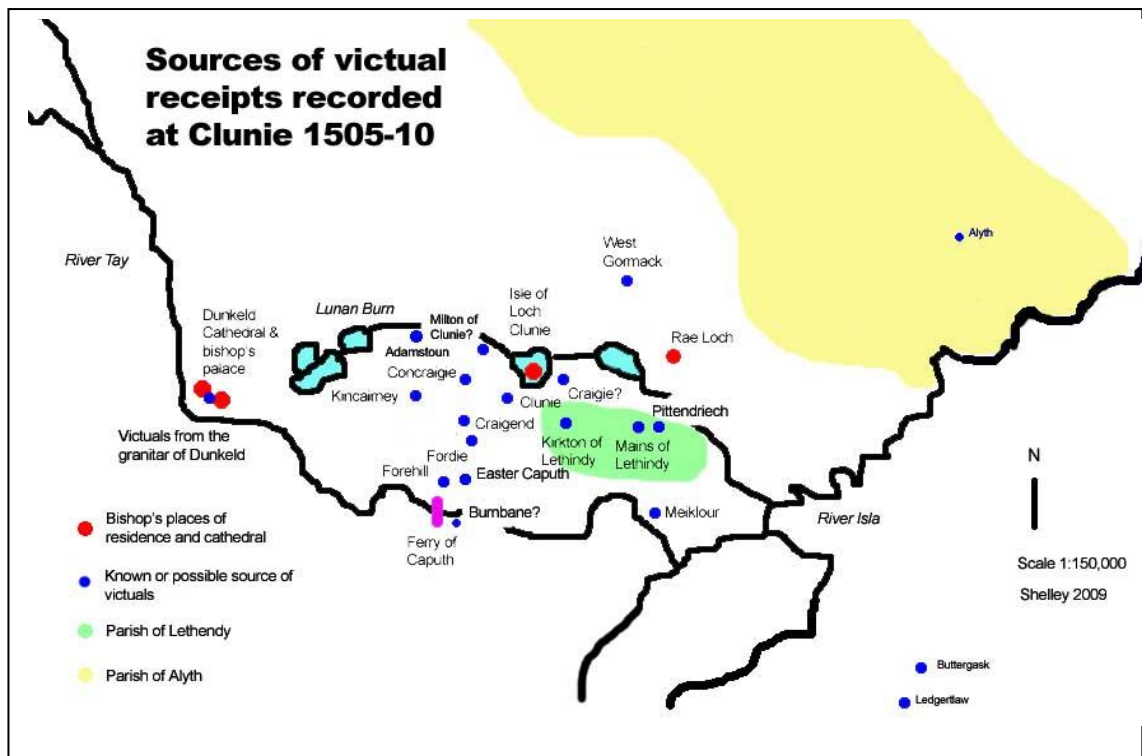 Sources of victual
receipts recorded
at Clunie 1505-10
River Tay
Alyth
West
Gormack
Isle of
Loch
Clunie
Lunan Burn
Milton of
Clunie?
Dunkeld
Cathedral &
bishop's
palace
Rae Loch
Adamstoun
Concraigie
Kincairney
Clunie
Craigie?
Pittendriech
Craigend
Kirkton of
Lethindy
Mains of
Lethindy
Victuals from the
granitar of Dunkeld
Fordie
Forehill
Easter Caputh
N
Burnbane?
Meiklour
River Isla
Ferry of
Caputh
Bishop's places of
residence and cathedral
Known or possible source of
victuals
Parish of Lethendy
Parish of Alyth
Scale 1:150,000
Shelley 2009
Buttergask
Ledgertlaw